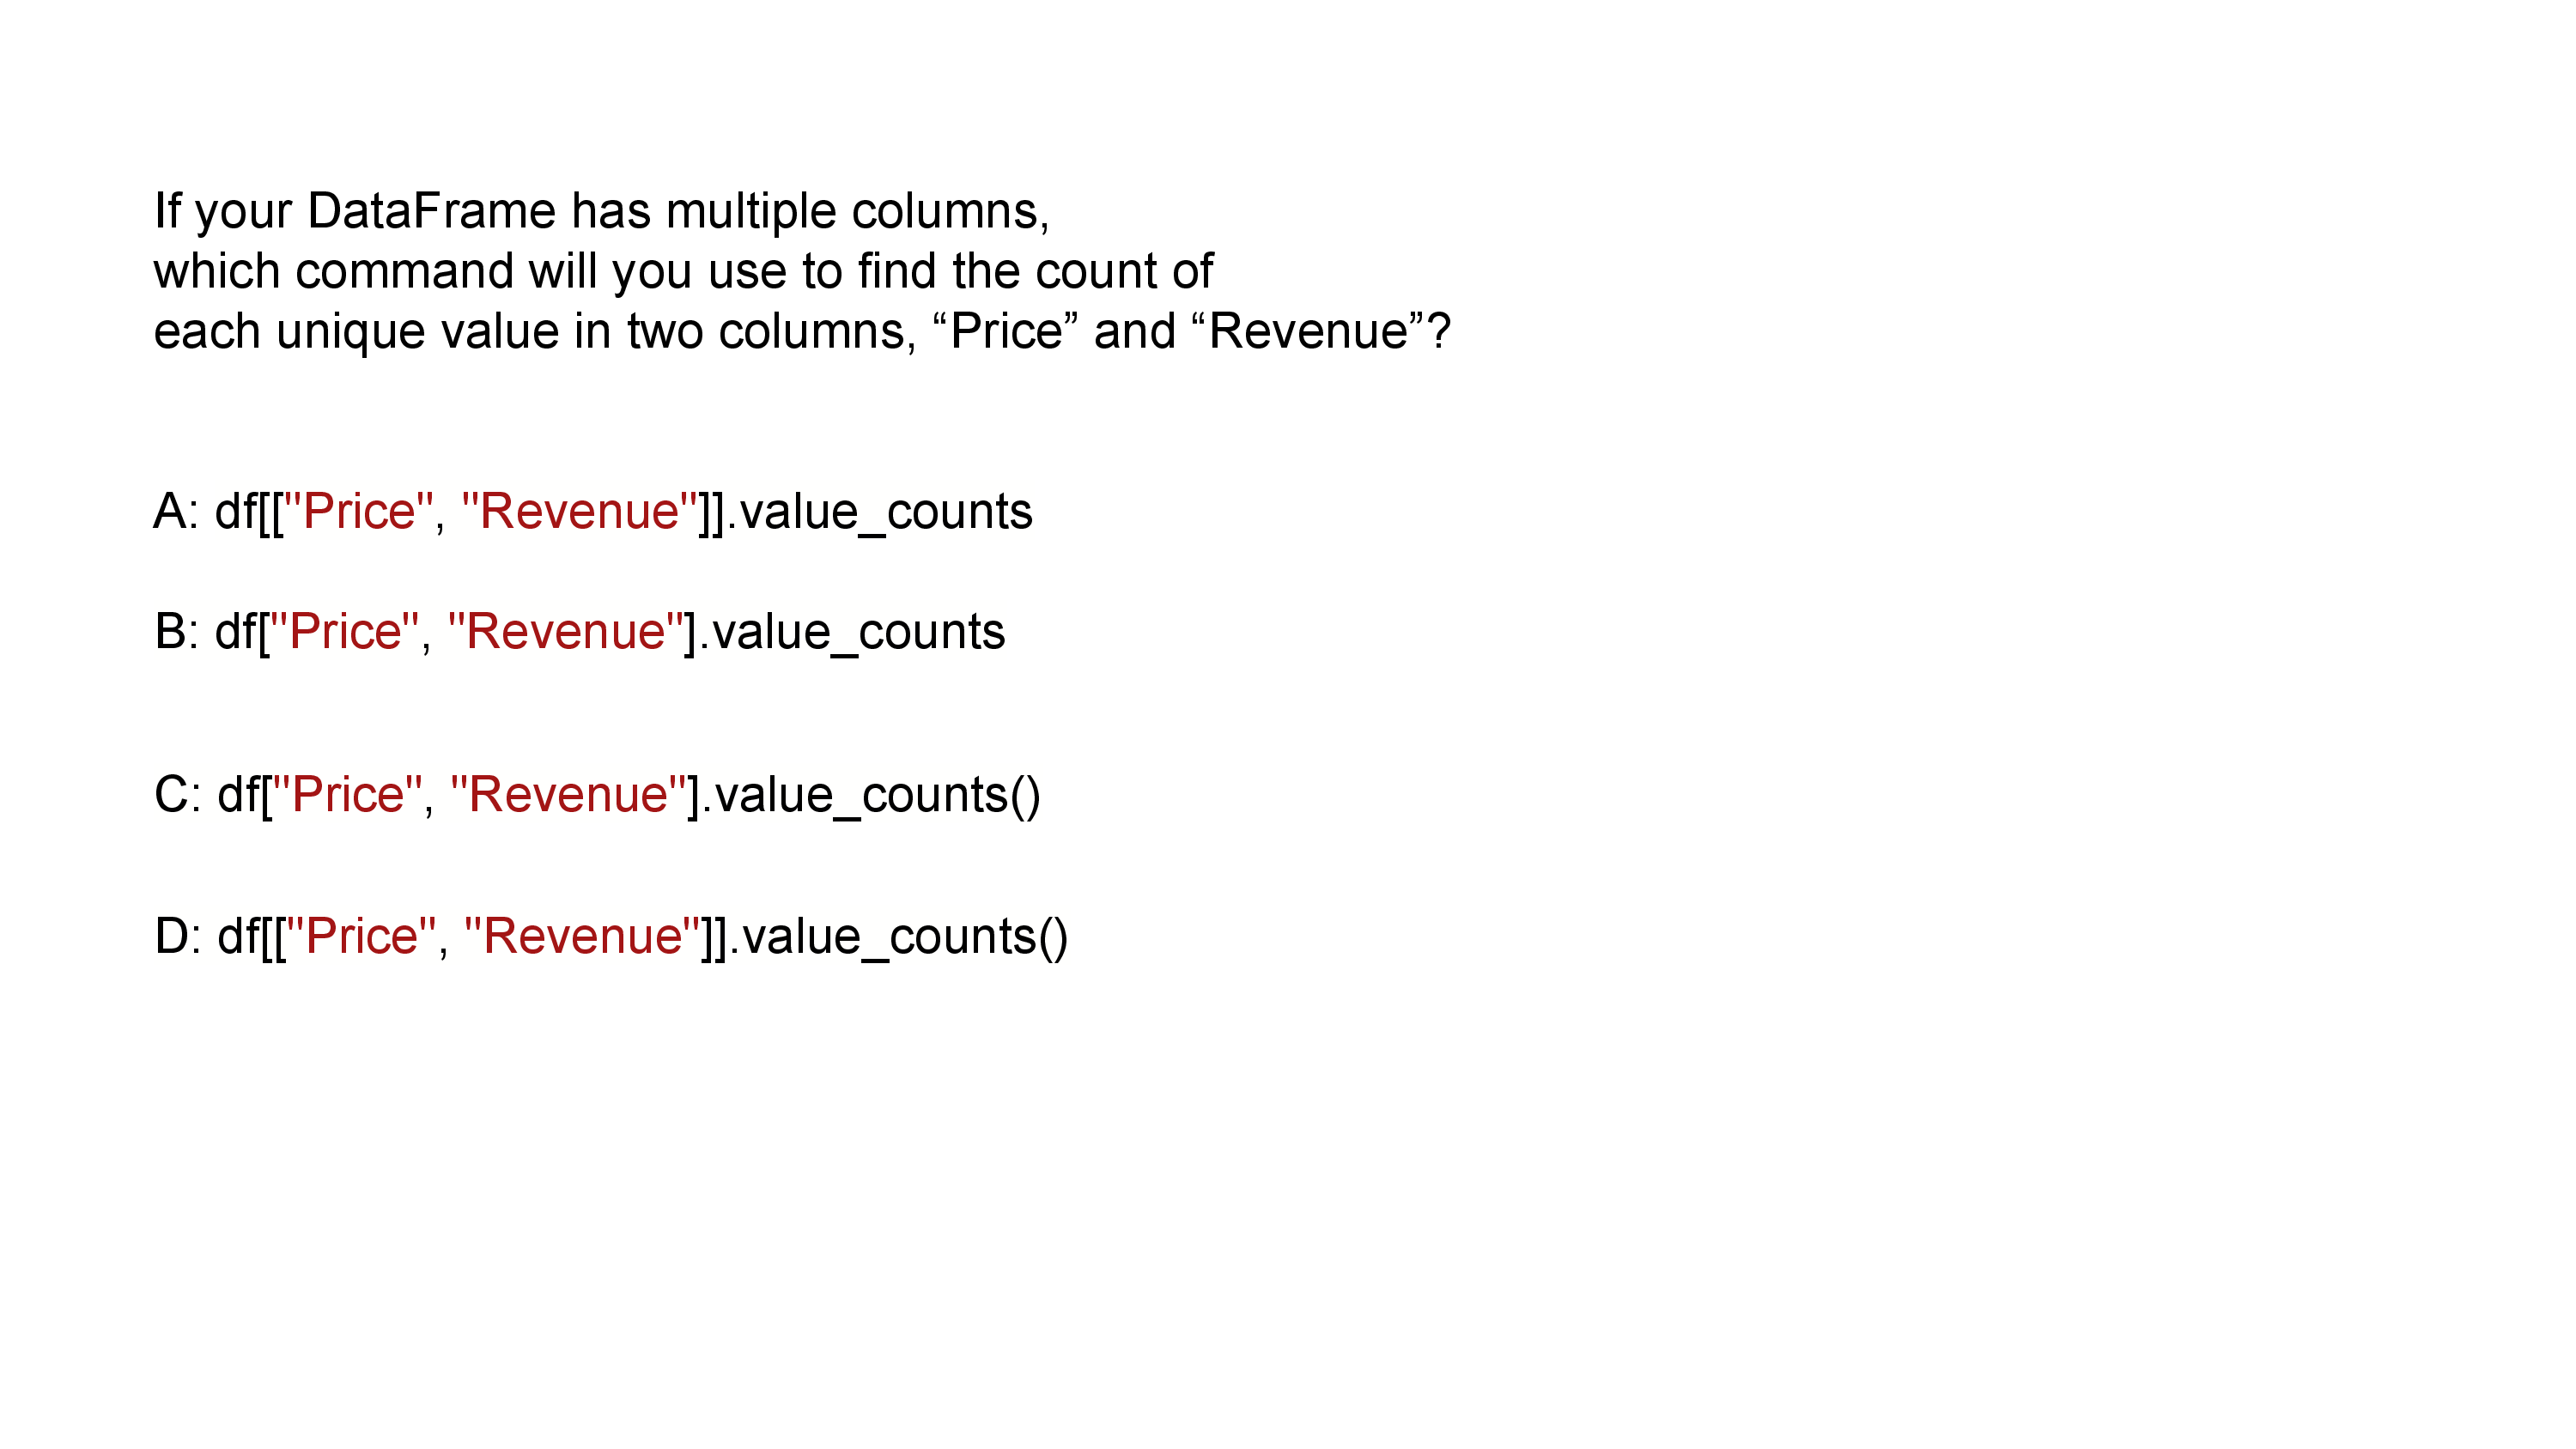 If your DataFrame has multiple columns,
which command will you use to find the count of
each unique value in two columns, “Price” and “Revenue”?
A: df[["Price", "Revenue"]].value_counts
B: df["Price", "Revenue"].value_counts
C: df["Price", "Revenue"].value_counts()
D: df[["Price", "Revenue"]].value_counts()